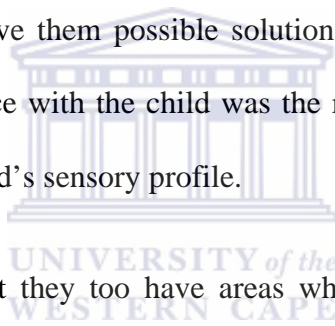 ve them possible solution
ce with the child was the
d's sensory profile.
UNIVERSITY of the
t they too have areas wh
WESTERN CAPE